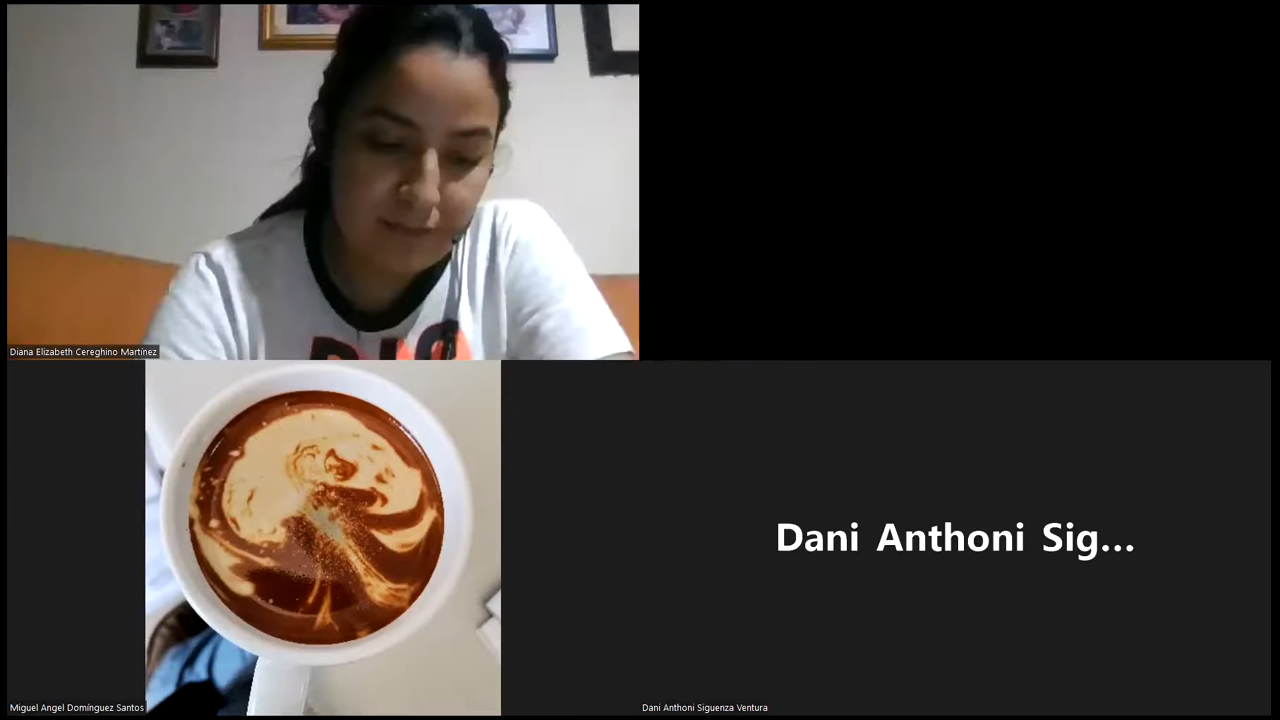 Diana Elizabeth Cereghino Martínez
Dani Anthoni Sig...
Miguel Angel Domínguez Santos
Dani Anthoni Siguenza Ventura